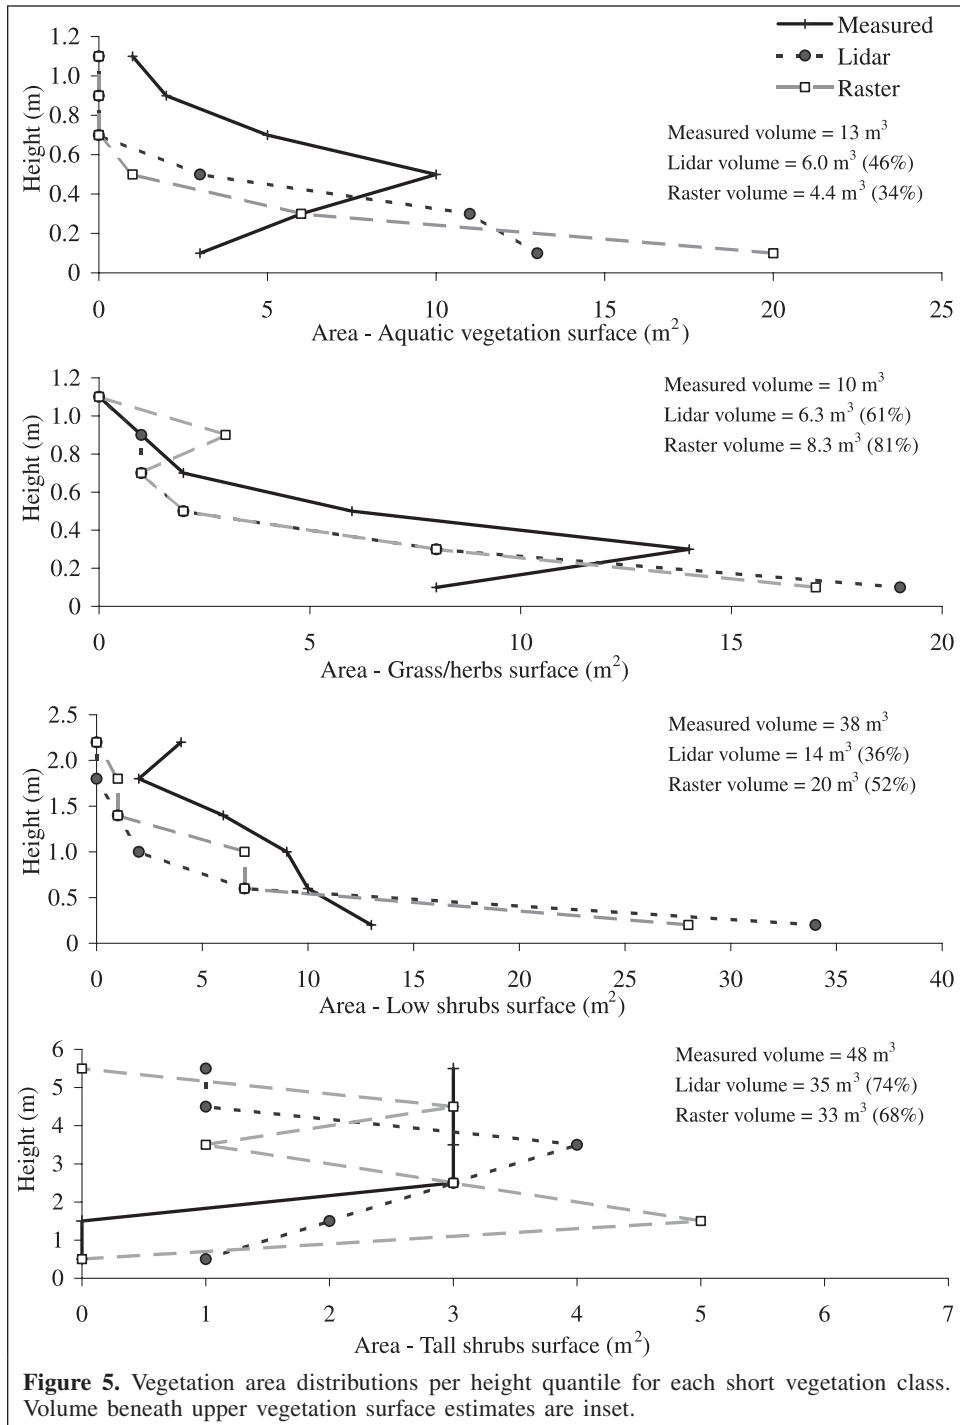 Measured
Lidar
Raster
1.2
1.0
0.8
0.6
0.4
0.2
0
Height (m)
Measured volume = 13 m³
Lidar volume = 6.0 m³ (46%)
Raster volume = 4.4 m³ (34%)
0 5 10 15 20 25
Area - Aquatic vegetation surface (m²)
1.2
1.0
0.8
0.6
0.4
0.2
0
Height (m)
Measured volume = 10 m³
Lidar volume = 6.3 m³ (61%)
Raster volume = 8.3 m³ (81%)
0 5 10 15 20
Area - Grass/herbs surface (m²)
2.5
2.0
1.5
1.0
0.5
0
Height (m)
Measured volume = 38 m³
Lidar volume = 14 m³ (36%)
Raster volume = 20 m³ (52%)
0 5 10 15 20 25 30 35 40
Area - Low shrubs surface (m²)
6
5
4
3
2
1
0
Height (m)
Measured volume = 48 m³
Lidar volume = 35 m³ (74%)
Raster volume = 33 m³ (68%)
0 1 2 3 4 5 6 7
Area - Tall shrubs surface (m²)
Figure 5. Vegetation area distributions per height quantile for each short vegetation class.
Volume beneath upper vegetation surface estimates are inset.